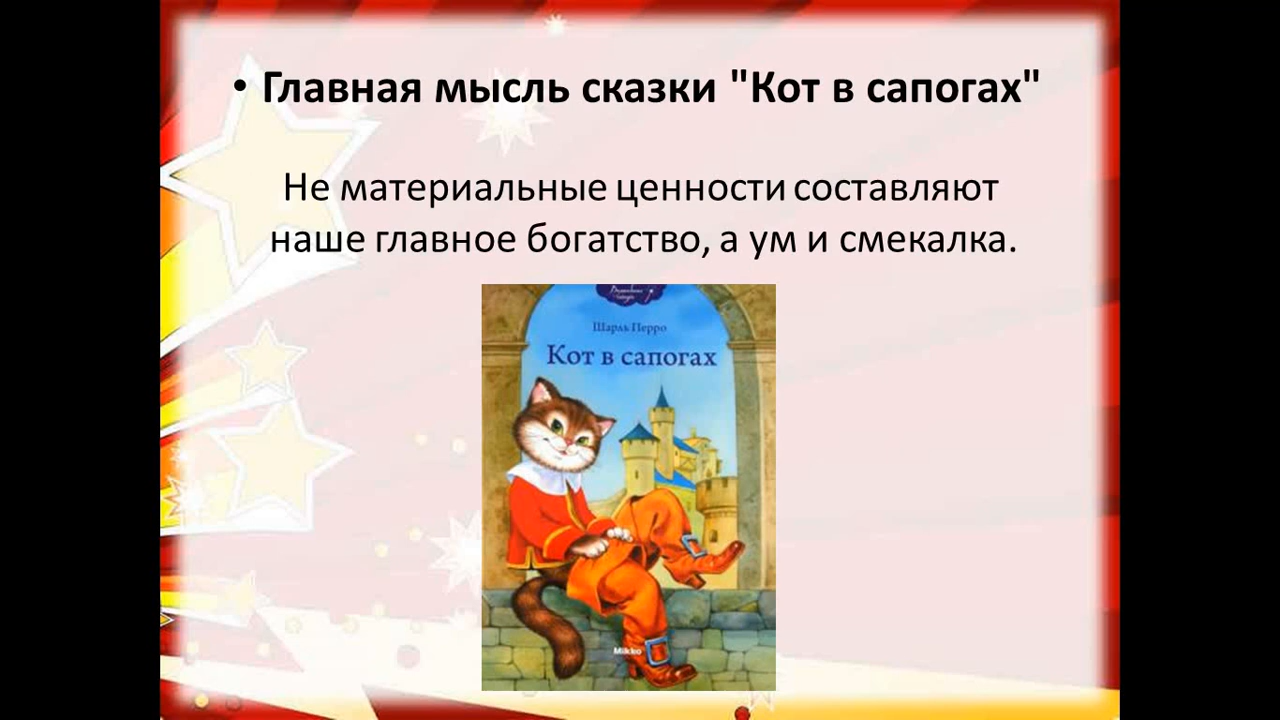 • Главная мысль сказки "Кот в сапогах"
Не материальные ценности составляют
наше главное богатство, а ум и смекалка.
Шарль Перро
Кот в сапогах
Mikko